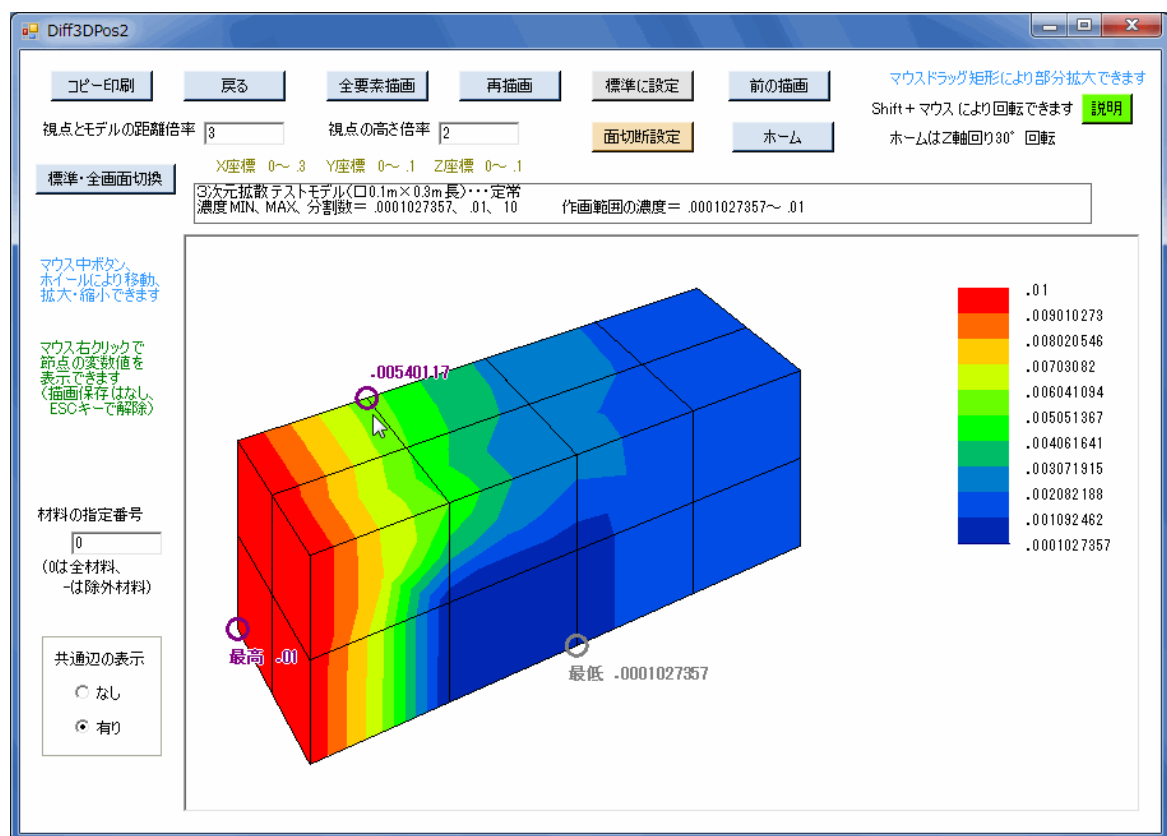 Diff3DPos2
コピー印刷
戻る
全要素描画
再描画
標準に設定
前の描画
マウスドラッグ矩形により部分拡大できます
Shift+マウス により回転できます
説明
視点とモデルの距離倍率 3
視点の高さ倍率 2
面切断設定
ホーム
ホームはZ軸回り30° 回転
標準・全画面切換
X座標 0～ .3 Y座標 0～ .1 Z座標 0～ .1
3次元拡散テストモデル(口0.1m×0.3m長)・・・定常
濃度MIN、MAX、分割数＝ .0001027357、 .01、 10 作画範囲の濃度＝ .0001027357～ .01
マウス中ボタン、
ホイールにより移動、
拡大・縮小できます
マウス右クリックで
節点の変数値を
表示できます
(描画保存はなし、
ESCキーで解除)
材料の指定番号
0
(0は全材料、
-は除外材料)
共通辺の表示
なし
有り
.00540117
最高 .01
最低 .0001027357
.01
.009010273
.008020546
.00703082
.006041094
.005051367
.004061641
.003071915
.002082188
.001092462
.0001027357